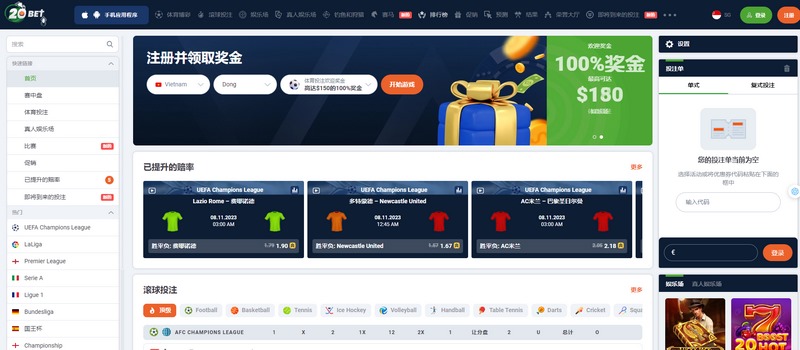 20BET
手机应用程序
体育博彩
滚球投注
娱乐场
真人娱乐场
钓鱼和狩猎
赛马
排行榜
促销
预测
结果
荣誉大厅
即将到来的投注
SG
登录
注册
搜索
快速链接
首页
赛中盘
体育投注
真人娱乐场
比赛
促销
已提升的赔率
3
即将到来的投注
热门
UEFA Champions League
LaLiga
Premier League
Serie A
Ligue 1
Bundesliga
国王杯
Championship
注册并领取奖金
Vietnam
Dong
体育投注欢迎奖金
高达$150的100%奖金
开始游戏
欢迎奖金
100%奖金
最高可达
$180
已提升的赔率
更多
UEFA Champions League
Lazio Rome – 费耶诺德
08.11.2023
03:00 AM
胜平负: 费耶诺德
1.79 1.90
UEFA Champions League
多特蒙德 – Newcastle United
08.11.2023
12:45 AM
胜平负: Newcastle United
1.57 1.67
UEFA Champions League
AC米兰 – 巴黎圣日尔曼
08.11.2023
03:00 AM
胜平负: AC米兰
2.18
滚球投注
更多
顶型
Football
Basketball
Tennis
Ice Hockey
Volleyball
Handball
Table Tennis
Darts
Cricket
Squa
AFC CHAMPIONS LEAGUE 1 X 2 1X 12 2X 1 让分盘 2 U 总计 O
设置
投注单
单式
复式投注
您的投注单当前为空
选择活动或将优惠券代码粘贴在下面的框中
输入代码
€
登录
娱乐场
真人娱乐场
7
BOOST
20 HOT